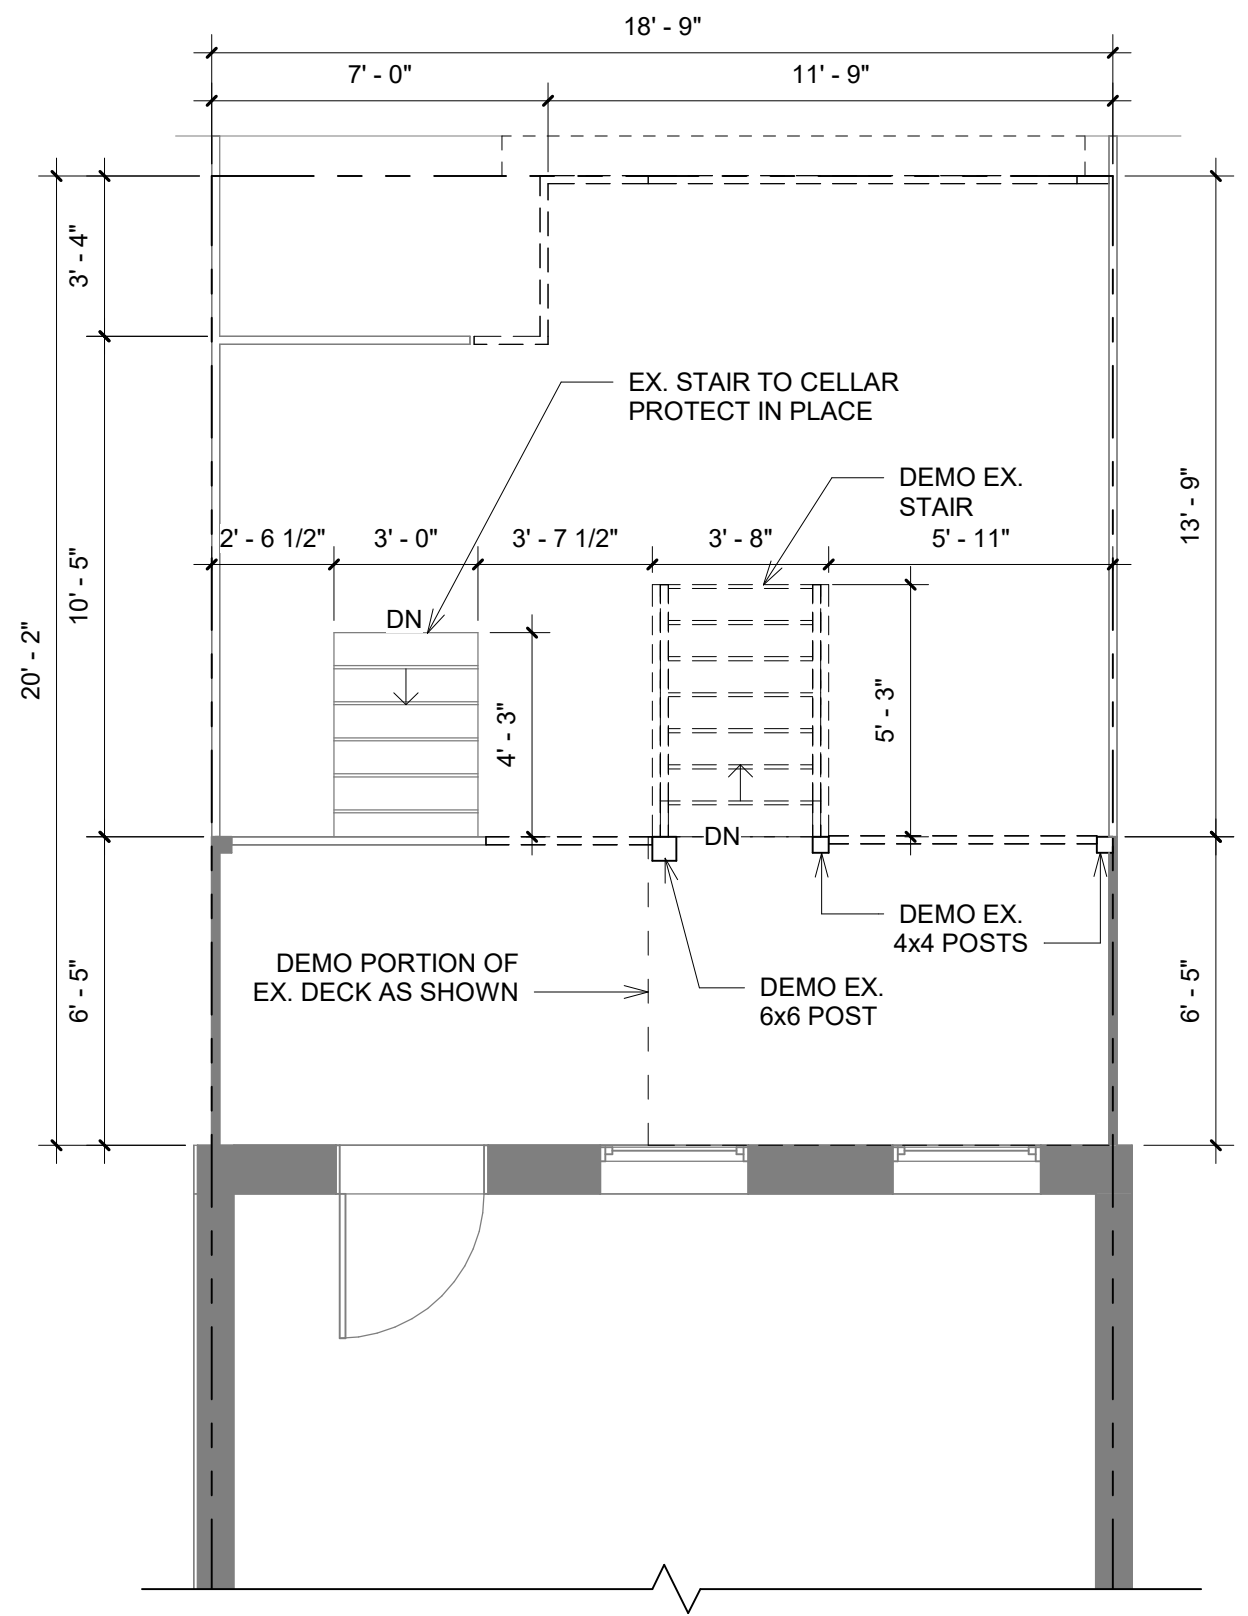 18' - 9"
7' - 0"
11' - 9"
3' - 4"
EX. STAIR TO CELLAR
PROTECT IN PLACE
DEMO EX.
STAIR
13' - 9"
2' - 6 1/2"
3' - 0"
3' - 7 1/2"
3' - 8"
5' - 11"
10' - 5"
20' - 2"
DN
4' - 3"
5' - 3"
DN
DEMO EX.
4x4 POSTS
DEMO PORTION OF
EX. DECK AS SHOWN
DEMO EX.
6x6 POST
6' - 5"
6' - 5"